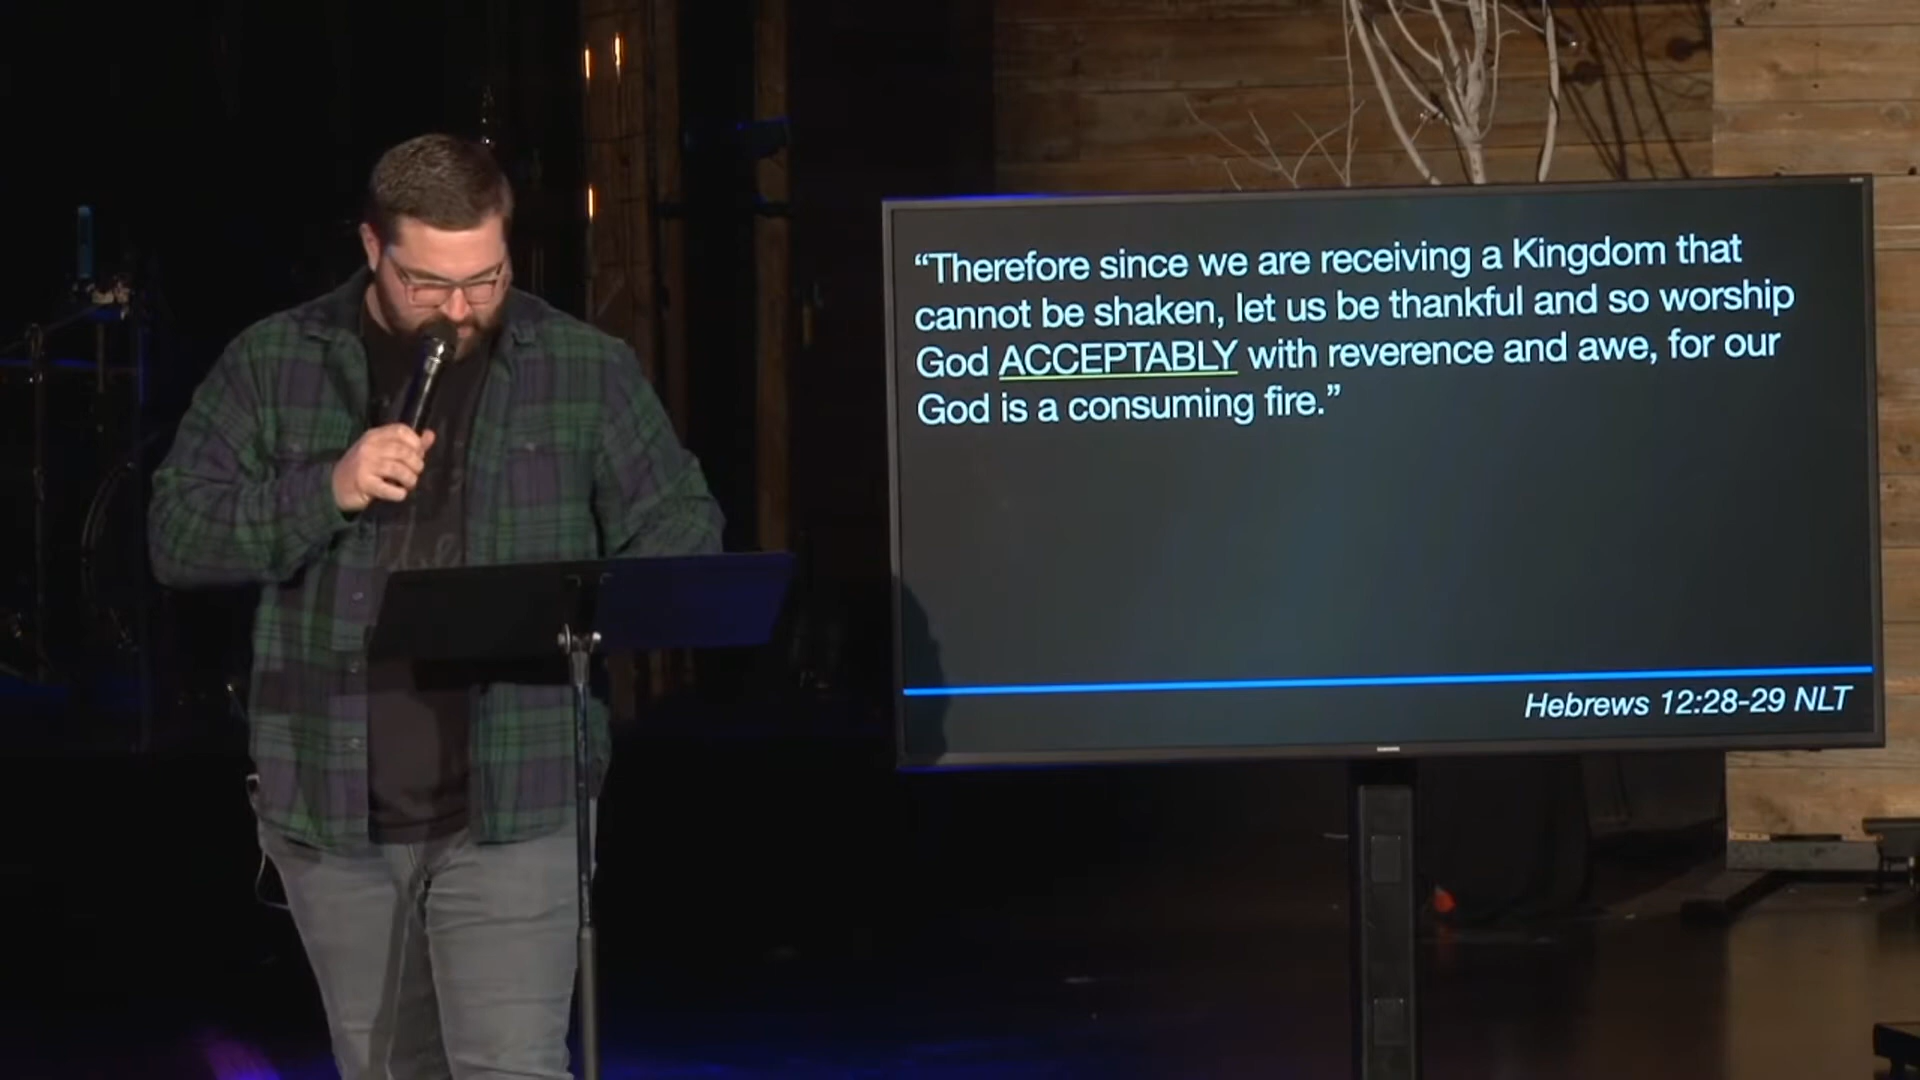 “Therefore since we are receiving a Kingdom that
cannot be shaken, let us be thankful and so worship
God ACCEPTABLY with reverence and awe, for our
God is a consuming fire.”
Hebrews 12:28-29 NLT